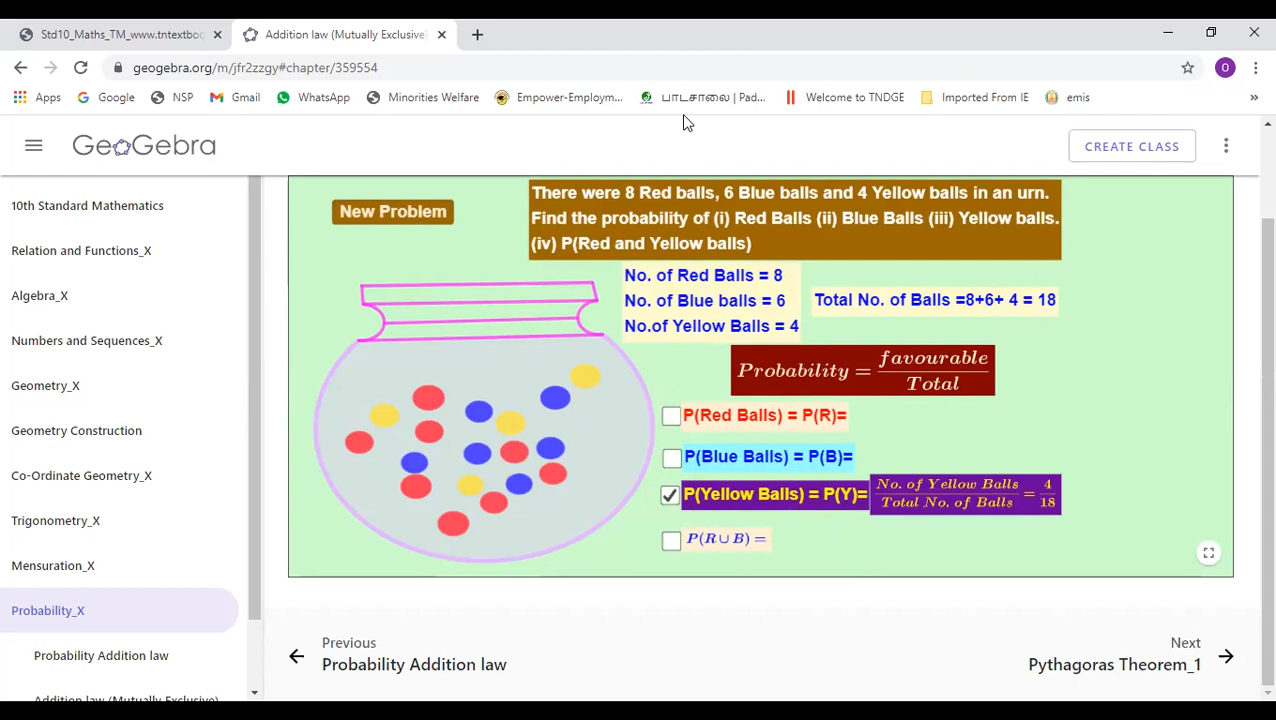 Std10_Maths_TM_www.tntextboo
Addition law (Mutually Exclusive)
geogebra.org/m/jfr2zzgy#chapter/359554
O
Apps
Google
NSP
Gmail
WhatsApp
Minorities Welfare
Empower-Employm...
பாடசாலை | Pad...
Welcome to TNDGE
Imported From IE
emis
»
GeoGebra
CREATE CLASS
10th Standard Mathematics
Relation and Functions_X
Algebra_X
Numbers and Sequences_X
Geometry_X
Geometry Construction
Co-Ordinate Geometry_X
Trigonometry_X
Mensuration_X
Probability_X
Probability Addition law
Addition law (Mutually Exclusive)
New Problem
There were 8 Red balls, 6 Blue balls and 4 Yellow balls in an urn.
Find the probability of (i) Red Balls (ii) Blue Balls (iii) Yellow balls.
(iv) P(Red and Yellow balls)
No. of Red Balls = 8
No. of Blue balls = 6
No.of Yellow Balls = 4
Total No. of Balls =8+6+ 4 = 18
Probability = favourable / Total
P(Red Balls) = P(R)=
P(Blue Balls) = P(B)=
P(Yellow Balls) = P(Y)= No. of Yellow Balls / Total No. of Balls = 4 / 18
P(R ∪ B) =
Previous
Probability Addition law
Next
Pythagoras Theorem_1